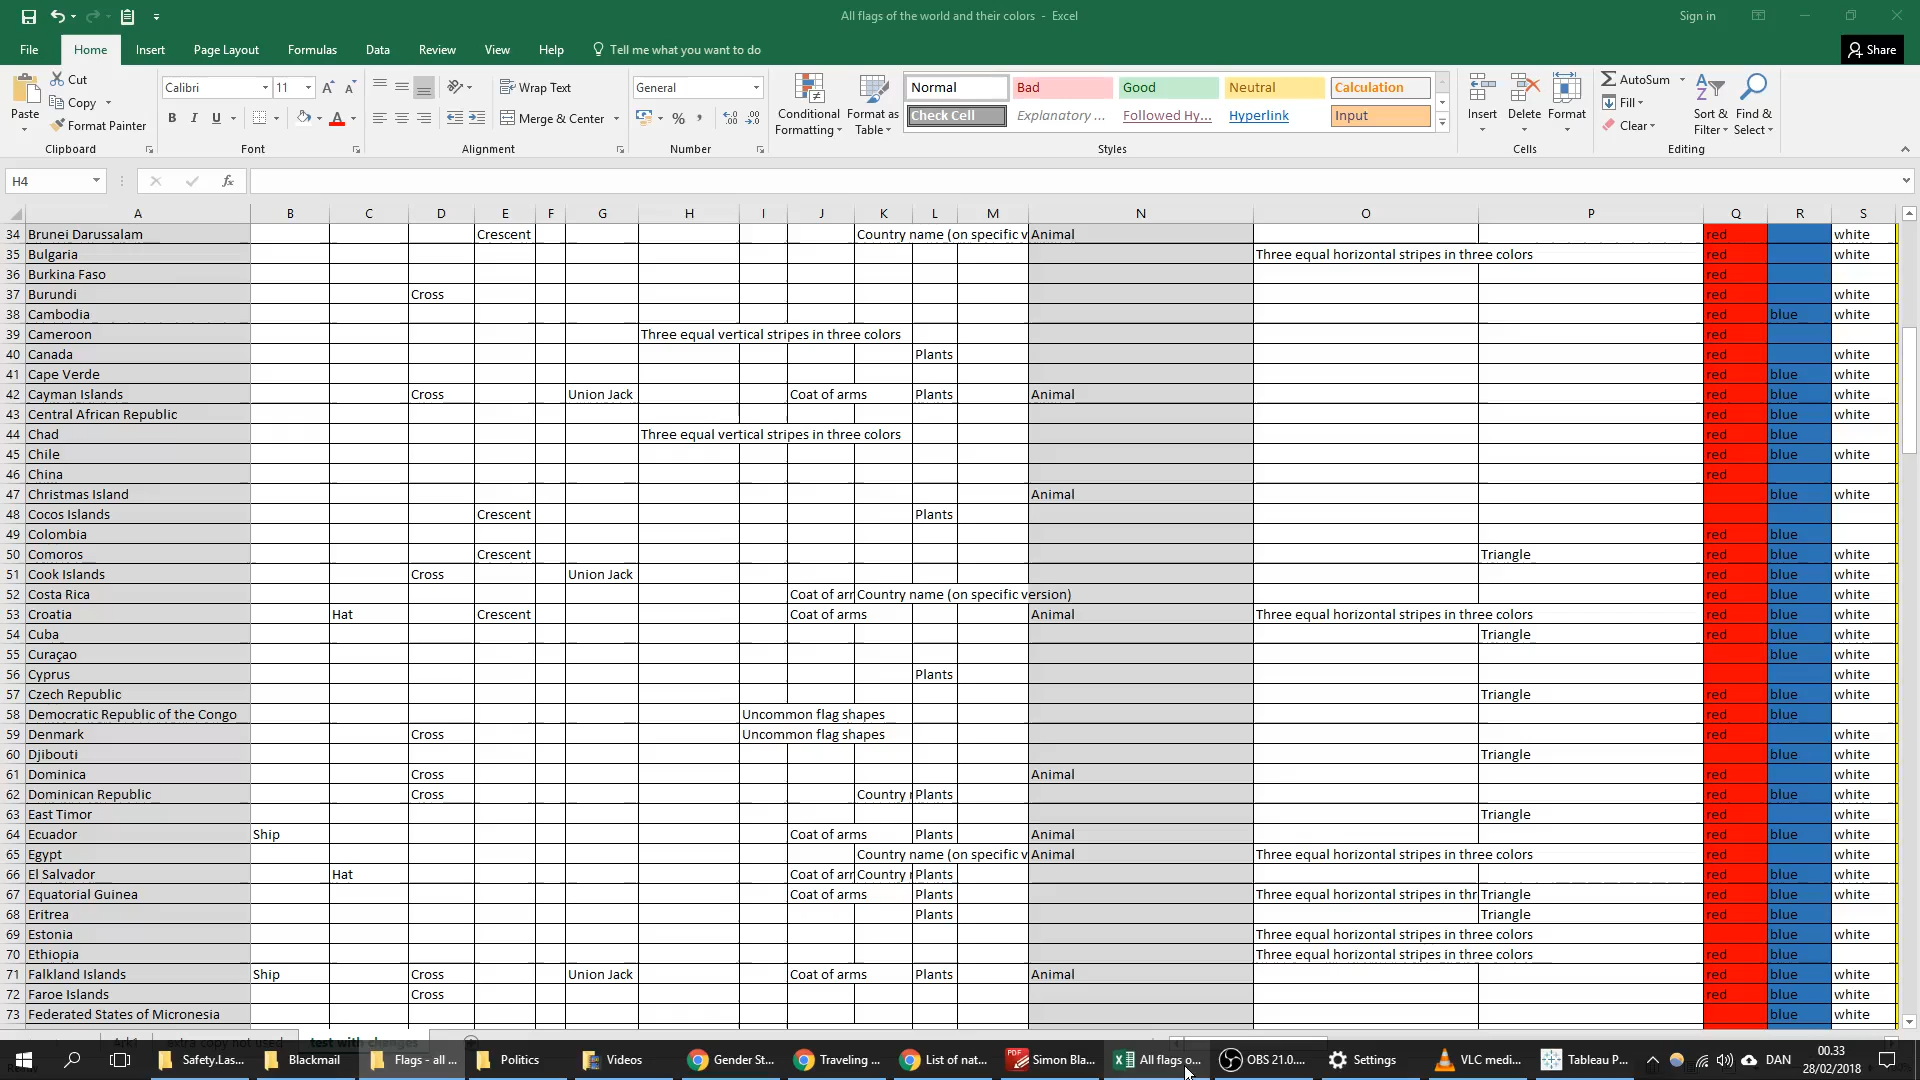 All flags of the world and their colors - Excel
Sign in
File Home Insert Page Layout Formulas Data Review View Help Tell me what you want to do Share
Paste Cut Copy Format Painter Clipboard
Calibri 11 B I U A Font
Wrap Text Merge & Center Alignment
General % Number
Conditional Formatting Format as Table
Normal Bad Good Neutral Calculation
Check Cell Explanatory ... Followed Hy... Hyperlink Input
Styles
Insert Delete Format Cells
AutoSum Fill Clear Sort & Filter Find & Select Editing
H4 fx
A B C D E F G H I J K L M N O P Q R S
34 Brunei Darussalam Crescent Country name (on specific v Animal red white
35 Bulgaria Three equal horizontal stripes in three colors red white
36 Burkina Faso red
37 Burundi Cross red white
38 Cambodia red blue white
39 Cameroon Three equal vertical stripes in three colors red
40 Canada Plants red white
41 Cape Verde red blue white
42 Cayman Islands Cross Union Jack Coat of arms Plants Animal red blue white
43 Central African Republic red blue white
44 Chad Three equal vertical stripes in three colors red blue
45 Chile red blue white
46 China red
47 Christmas Island Animal blue white
48 Cocos Islands Crescent Plants
49 Colombia red blue
50 Comoros Crescent Triangle red blue white
51 Cook Islands Cross Union Jack red blue white
52 Costa Rica Coat of arr Country name (on specific version) red blue white
53 Croatia Hat Crescent Coat of arms Animal Three equal horizontal stripes in three colors red blue white
54 Cuba Triangle red blue white
55 Curaçao blue white
56 Cyprus Plants white
57 Czech Republic Triangle red blue white
58 Democratic Republic of the Congo Uncommon flag shapes red blue
59 Denmark Cross Uncommon flag shapes red white
60 Djibouti Triangle blue white
61 Dominica Cross Animal red white
62 Dominican Republic Cross Country r Plants red blue white
63 East Timor Triangle red white
64 Ecuador Ship Coat of arms Plants Animal red blue white
65 Egypt Country name (on specific v Animal Three equal horizontal stripes in three colors red white
66 El Salvador Hat Coat of arr Country r Plants red blue white
67 Equatorial Guinea Coat of arms Plants Three equal horizontal stripes in thr Triangle red blue white
68 Eritrea Plants Triangle red blue
69 Estonia Three equal horizontal stripes in three colors blue white
70 Ethiopia Three equal horizontal stripes in three colors red blue
71 Falkland Islands Ship Cross Union Jack Coat of arms Plants Animal red blue white
72 Faroe Islands Cross red blue white
73 Federated States of Micronesia blue white
extra copy not used test with changes
Safety.Las... Blackmail Flags - all ... Politics Videos Gender St... Traveling ... List of nat... Simon Bla... All flags o... OBS 21.0.... Settings VLC medi... Tableau P... DAN 00.33
28/02/2018